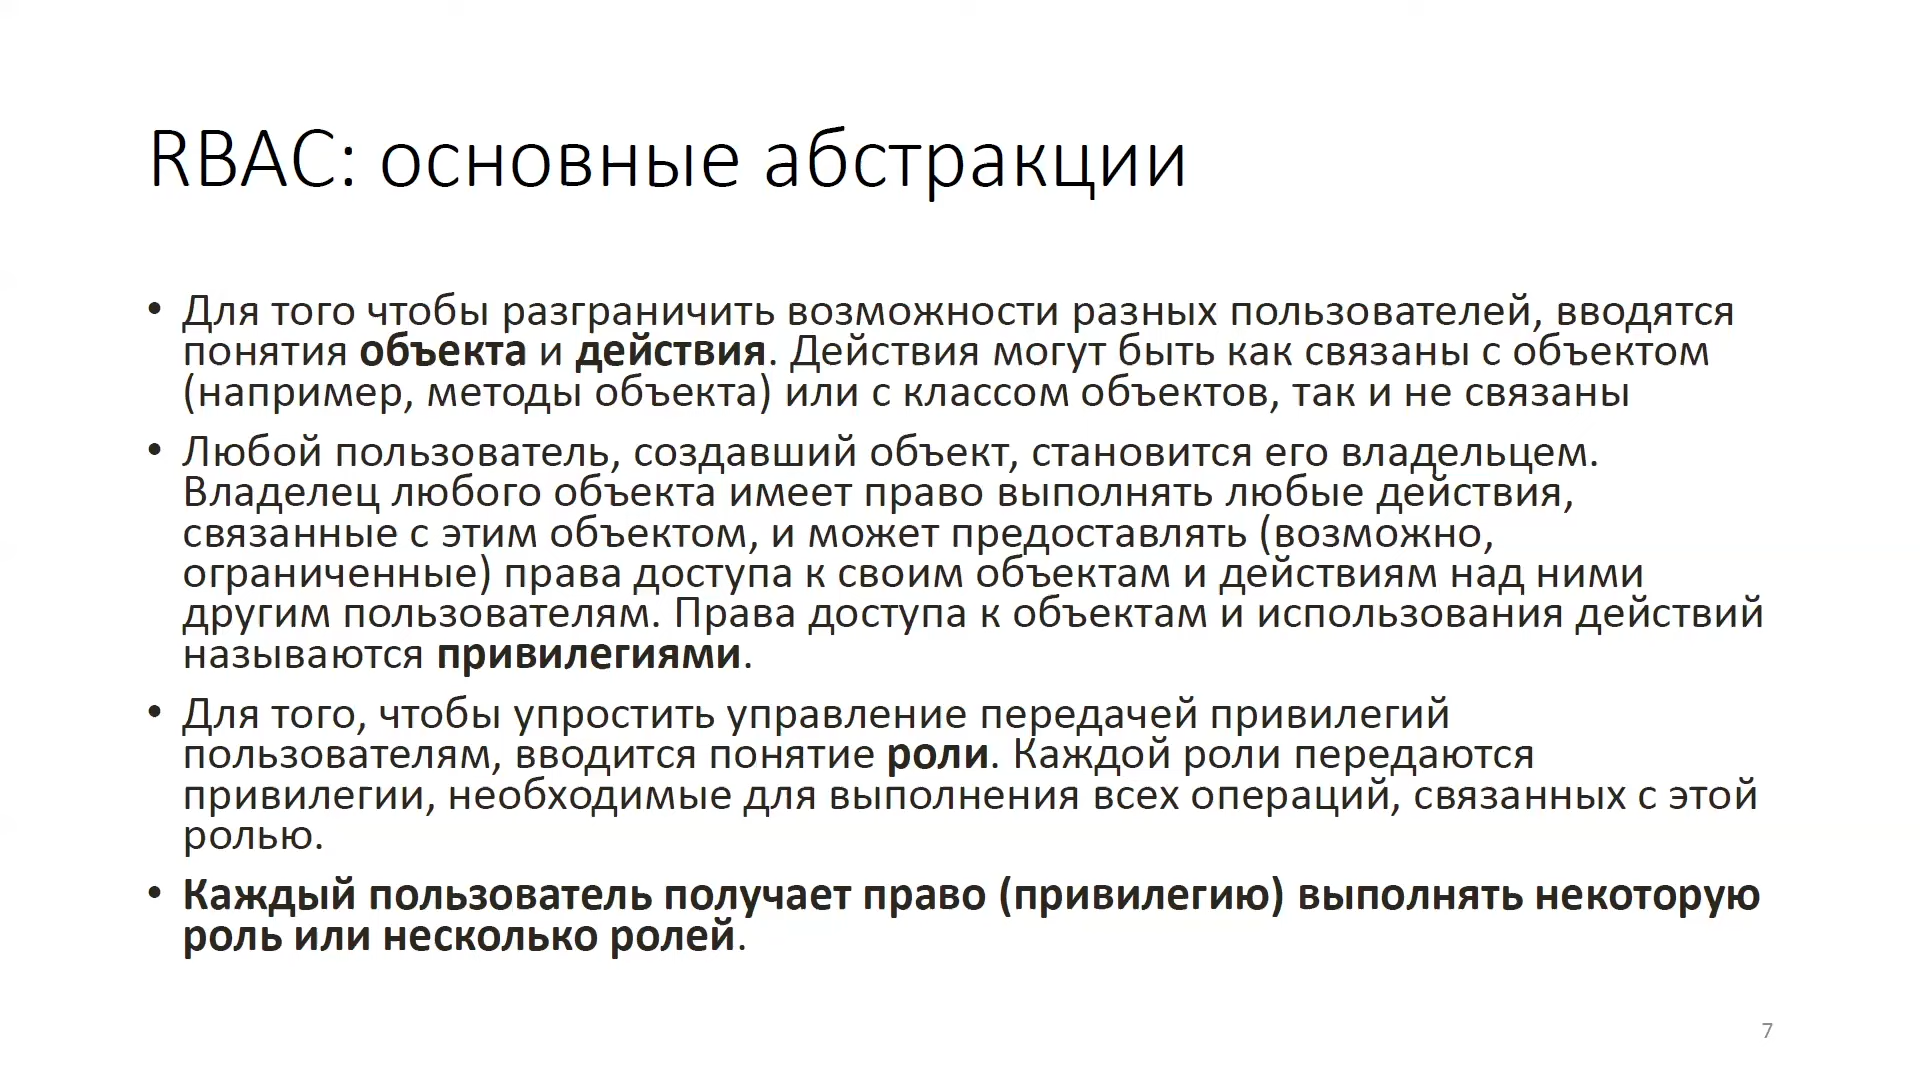 RBAC: основные абстракции
• Для того чтобы разграничить возможности разных пользователей, вводятся
понятия объекта и действия. Действия могут быть как связаны с объектом
(например, методы объекта) или с классом объектов, так и не связаны
• Любой пользователь, создавший объект, становится его владельцем.
Владелец любого объекта имеет право выполнять любые действия,
связанные с этим объектом, и может предоставлять (возможно,
ограниченные) права доступа к своим объектам и действиям над ними
другим пользователям. Права доступа к объектам и использования действий
называются привилегиями.
• Для того, чтобы упростить управление передачей привилегий
пользователям, вводится понятие роли. Каждой роли передаются
привилегии, необходимые для выполнения всех операций, связанных с этой
ролью.
• Каждый пользователь получает право (привилегию) выполнять некоторую
роль или несколько ролей.
7